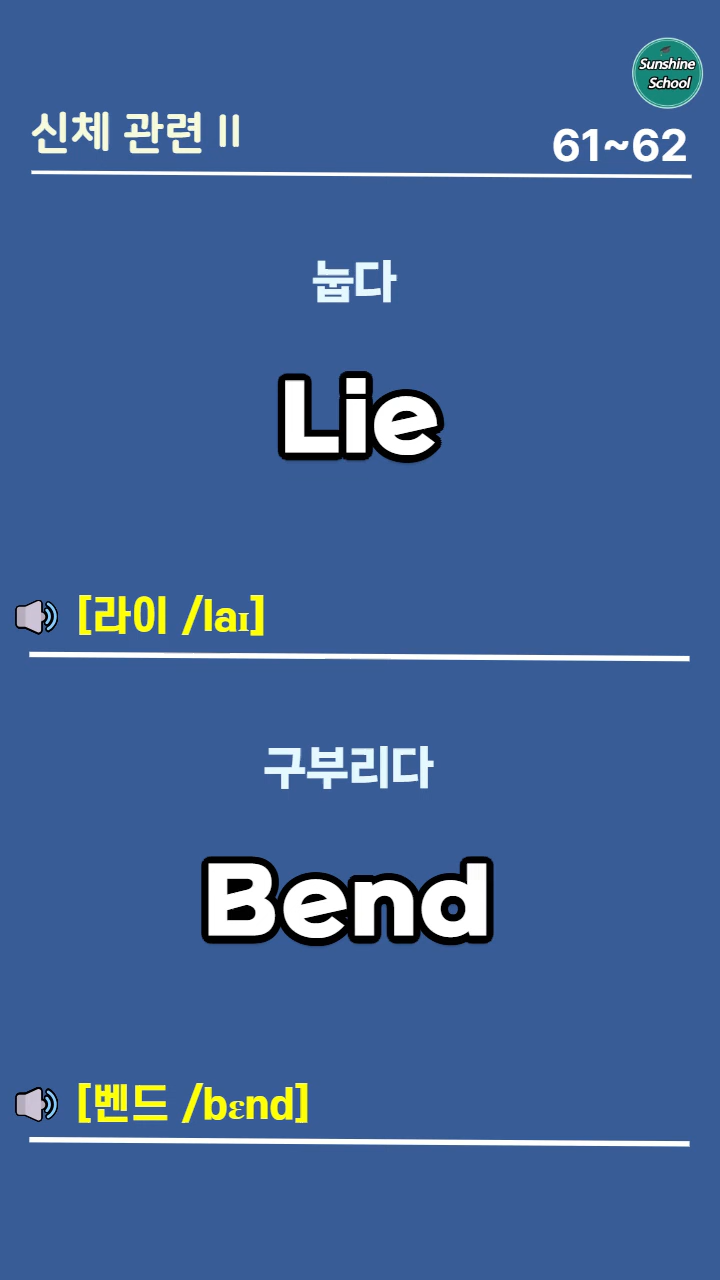 Sunshine
School
신체 관련 II
61~62
눕다
Lie
[라이 /laɪ]
구부리다
Bend
[벤드 /bɛnd]